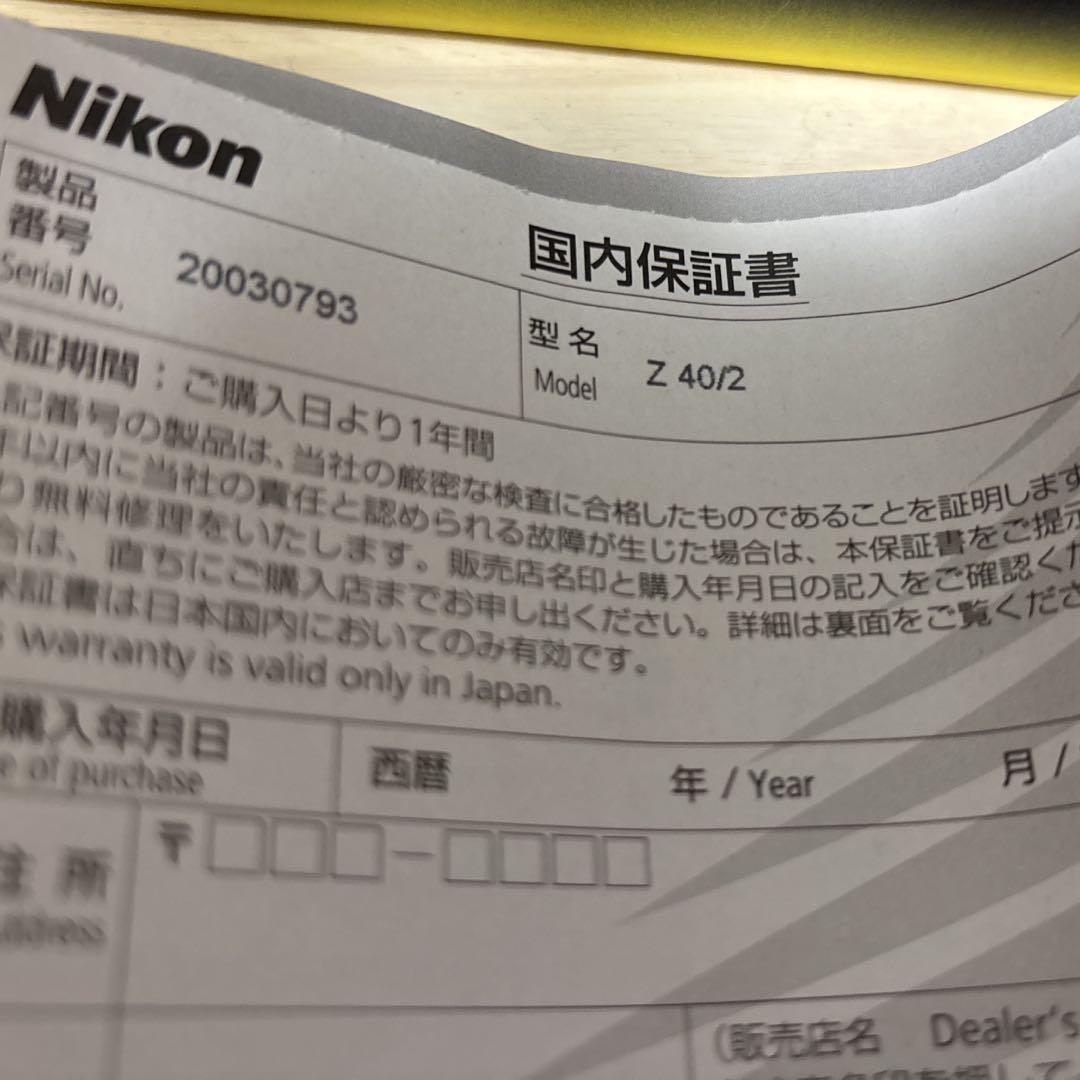 Nikon
国内保証書
製品
番号
Serial No.
20030793
型名
Model
Z 40/2
証期間：ご購入日より1年間
記番号の製品は、当社の厳密な検査に合格したものであることを証明します
以内に当社の責任と認められる故障が生じた場合は、本保証書をご提示
り無料修理をいたします。販売店名印と購入年月日の記入をご確認くだ
合は、直ちにご購入店までお申し出ください。詳細は裏面をご覧くださ
証書は日本国内においてのみ有効です。
warranty is valid only in Japan.
購入年月日
of purchase
西暦
年 / Year
月 /
〒
住所
Address
（販売店名 Dealer's